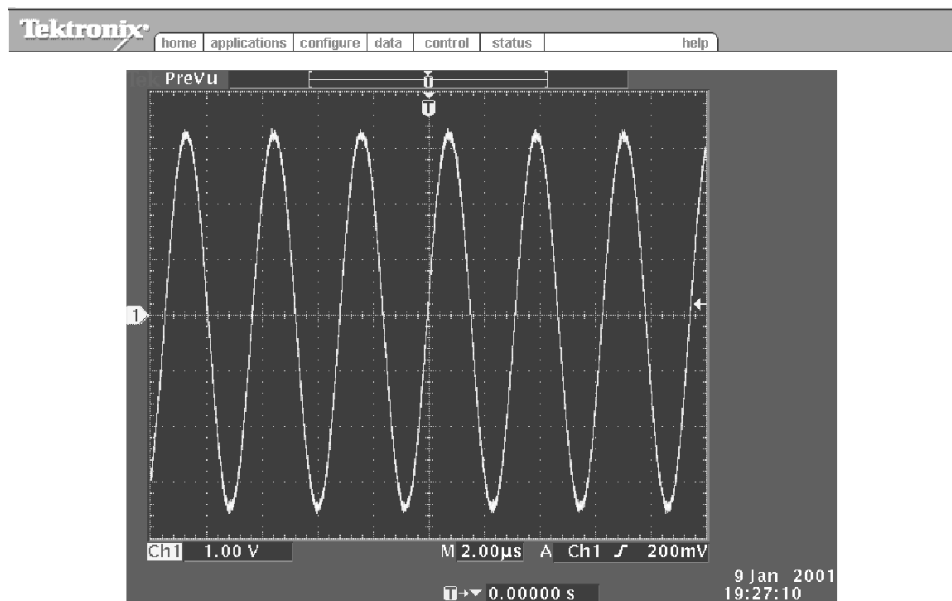 Tektronix
home applications configure data control status help
Tek PreVu
U
T
1
Ch1 1.00 V M 2.00µs A Ch1 200mV
9 Jan 2001
T 0.00000 s 19:27:10